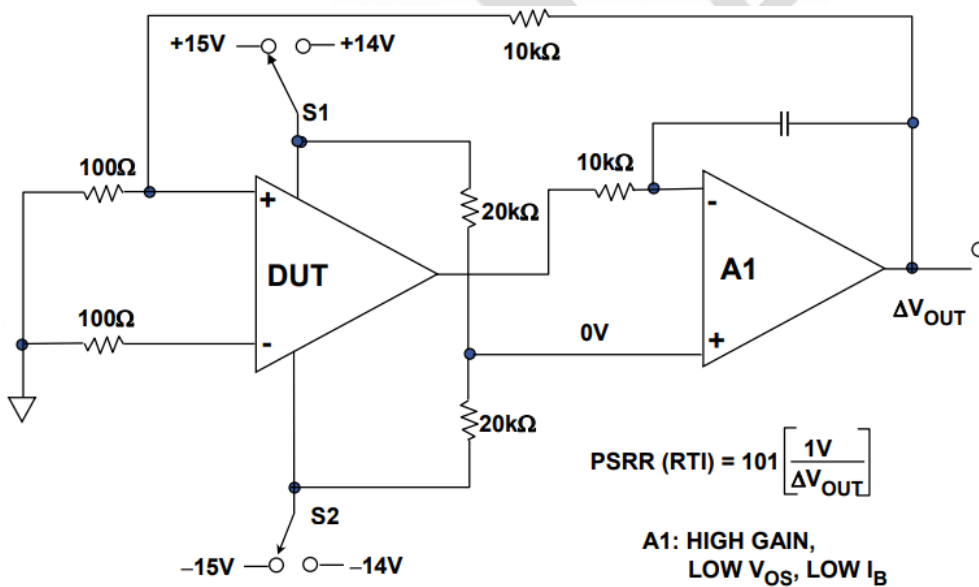 +15V
+14V
10kΩ
S1
100Ω
10kΩ
+
-
20kΩ
DUT
A1
100Ω
-
0V
+
ΔVOUT
20kΩ
PSRR (RTI) = 101 [1V / ΔVOUT]
S2
−15V
−14V
A1: HIGH GAIN,
LOW VOS, LOW IB